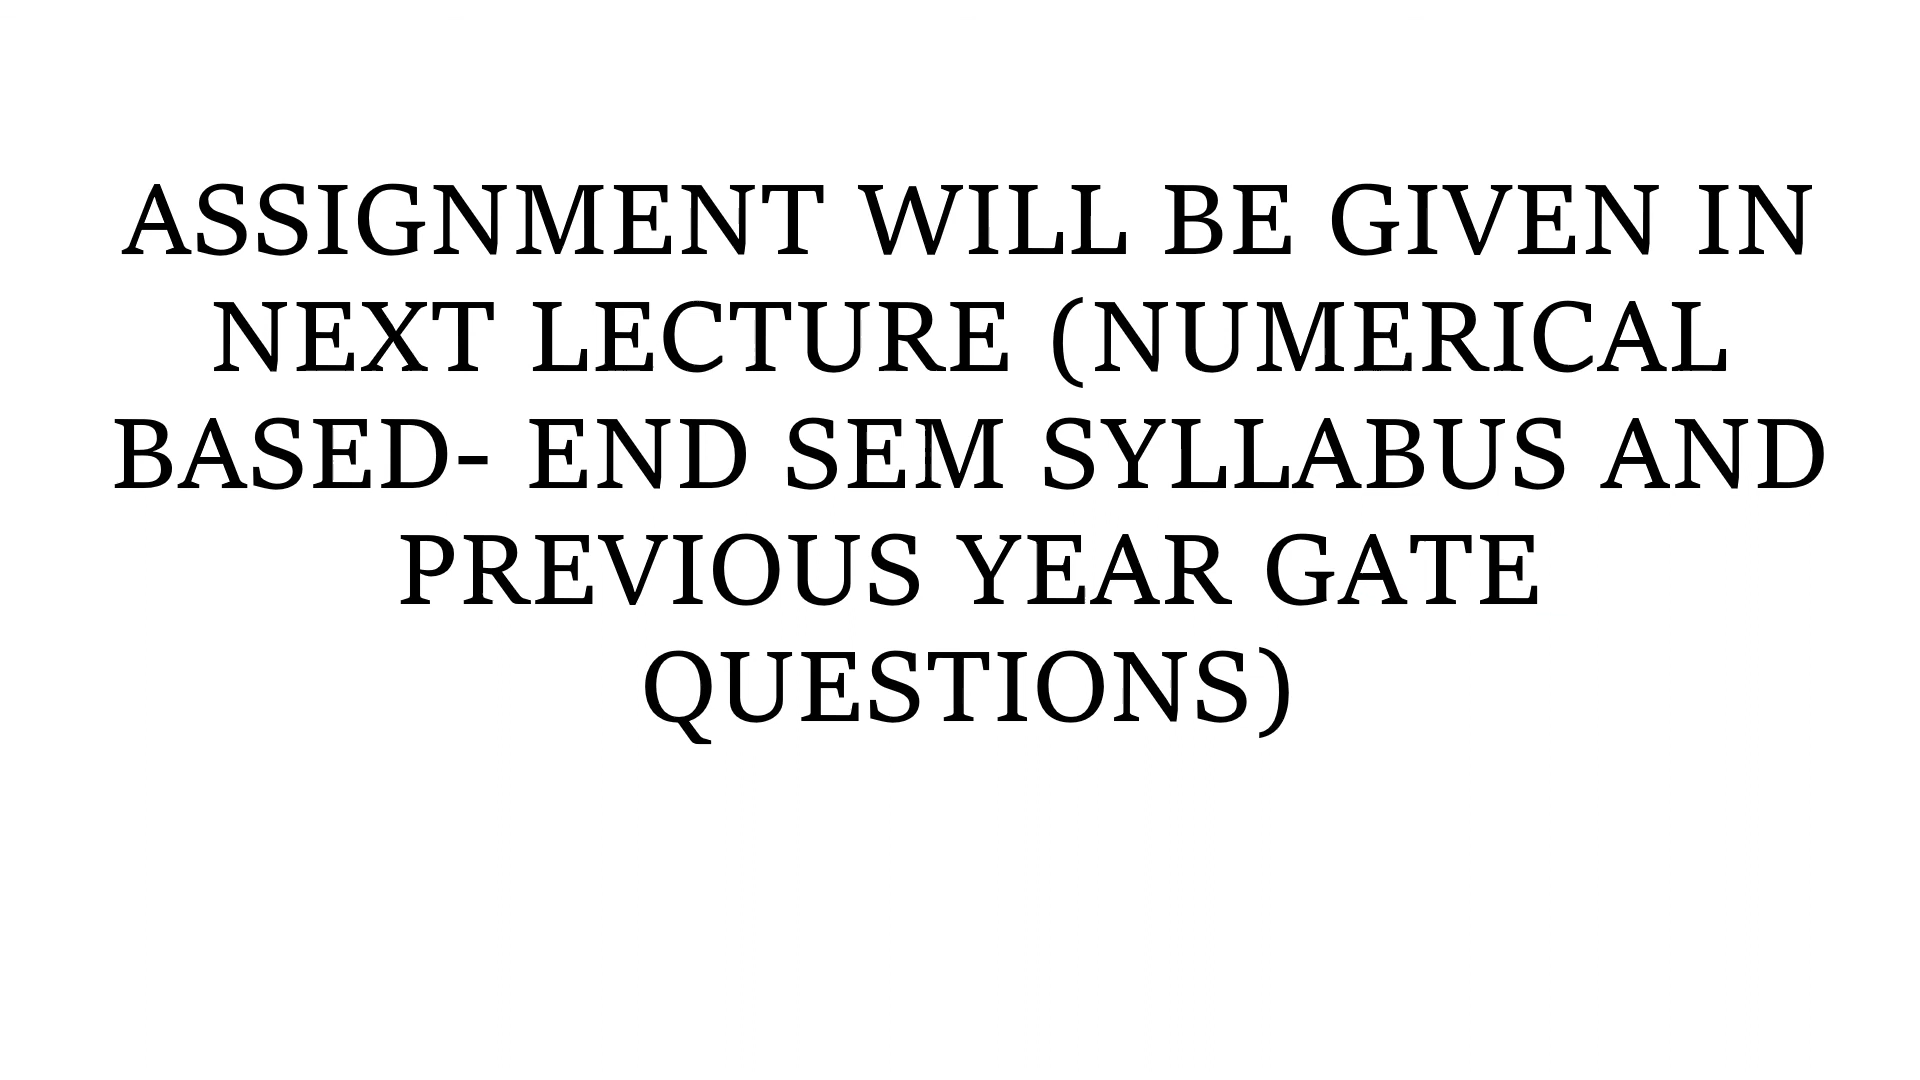 ASSIGNMENT WILL BE GIVEN IN
NEXT LECTURE (NUMERICAL
BASED- END SEM SYLLABUS AND
PREVIOUS YEAR GATE
QUESTIONS)